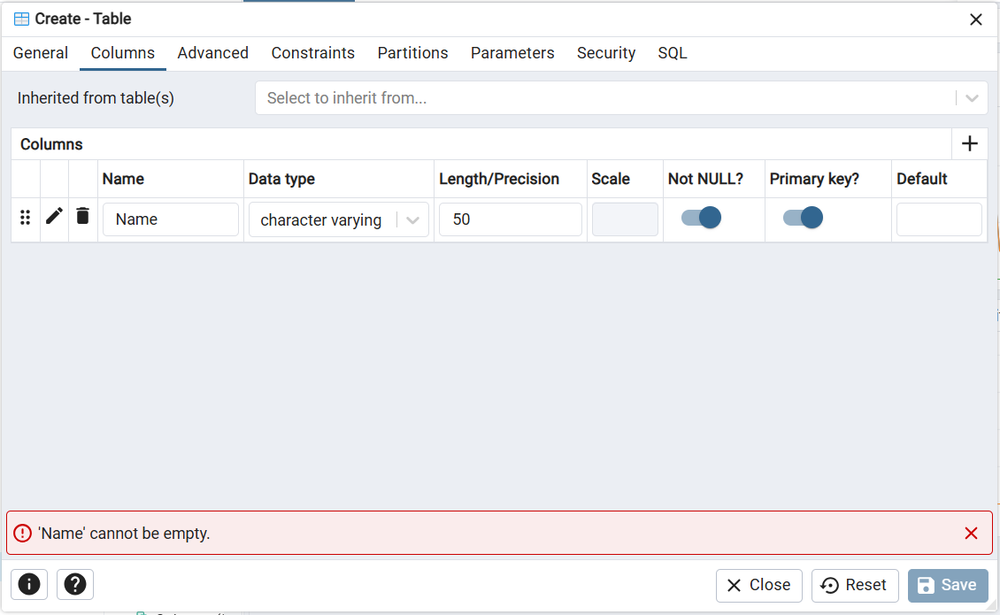 Create - Table
General Columns Advanced Constraints Partitions Parameters Security SQL
Inherited from table(s) Select to inherit from...
Columns
Name Data type Length/Precision Scale Not NULL? Primary key? Default
Name character varying 50
'Name' cannot be empty.
Close Reset Save